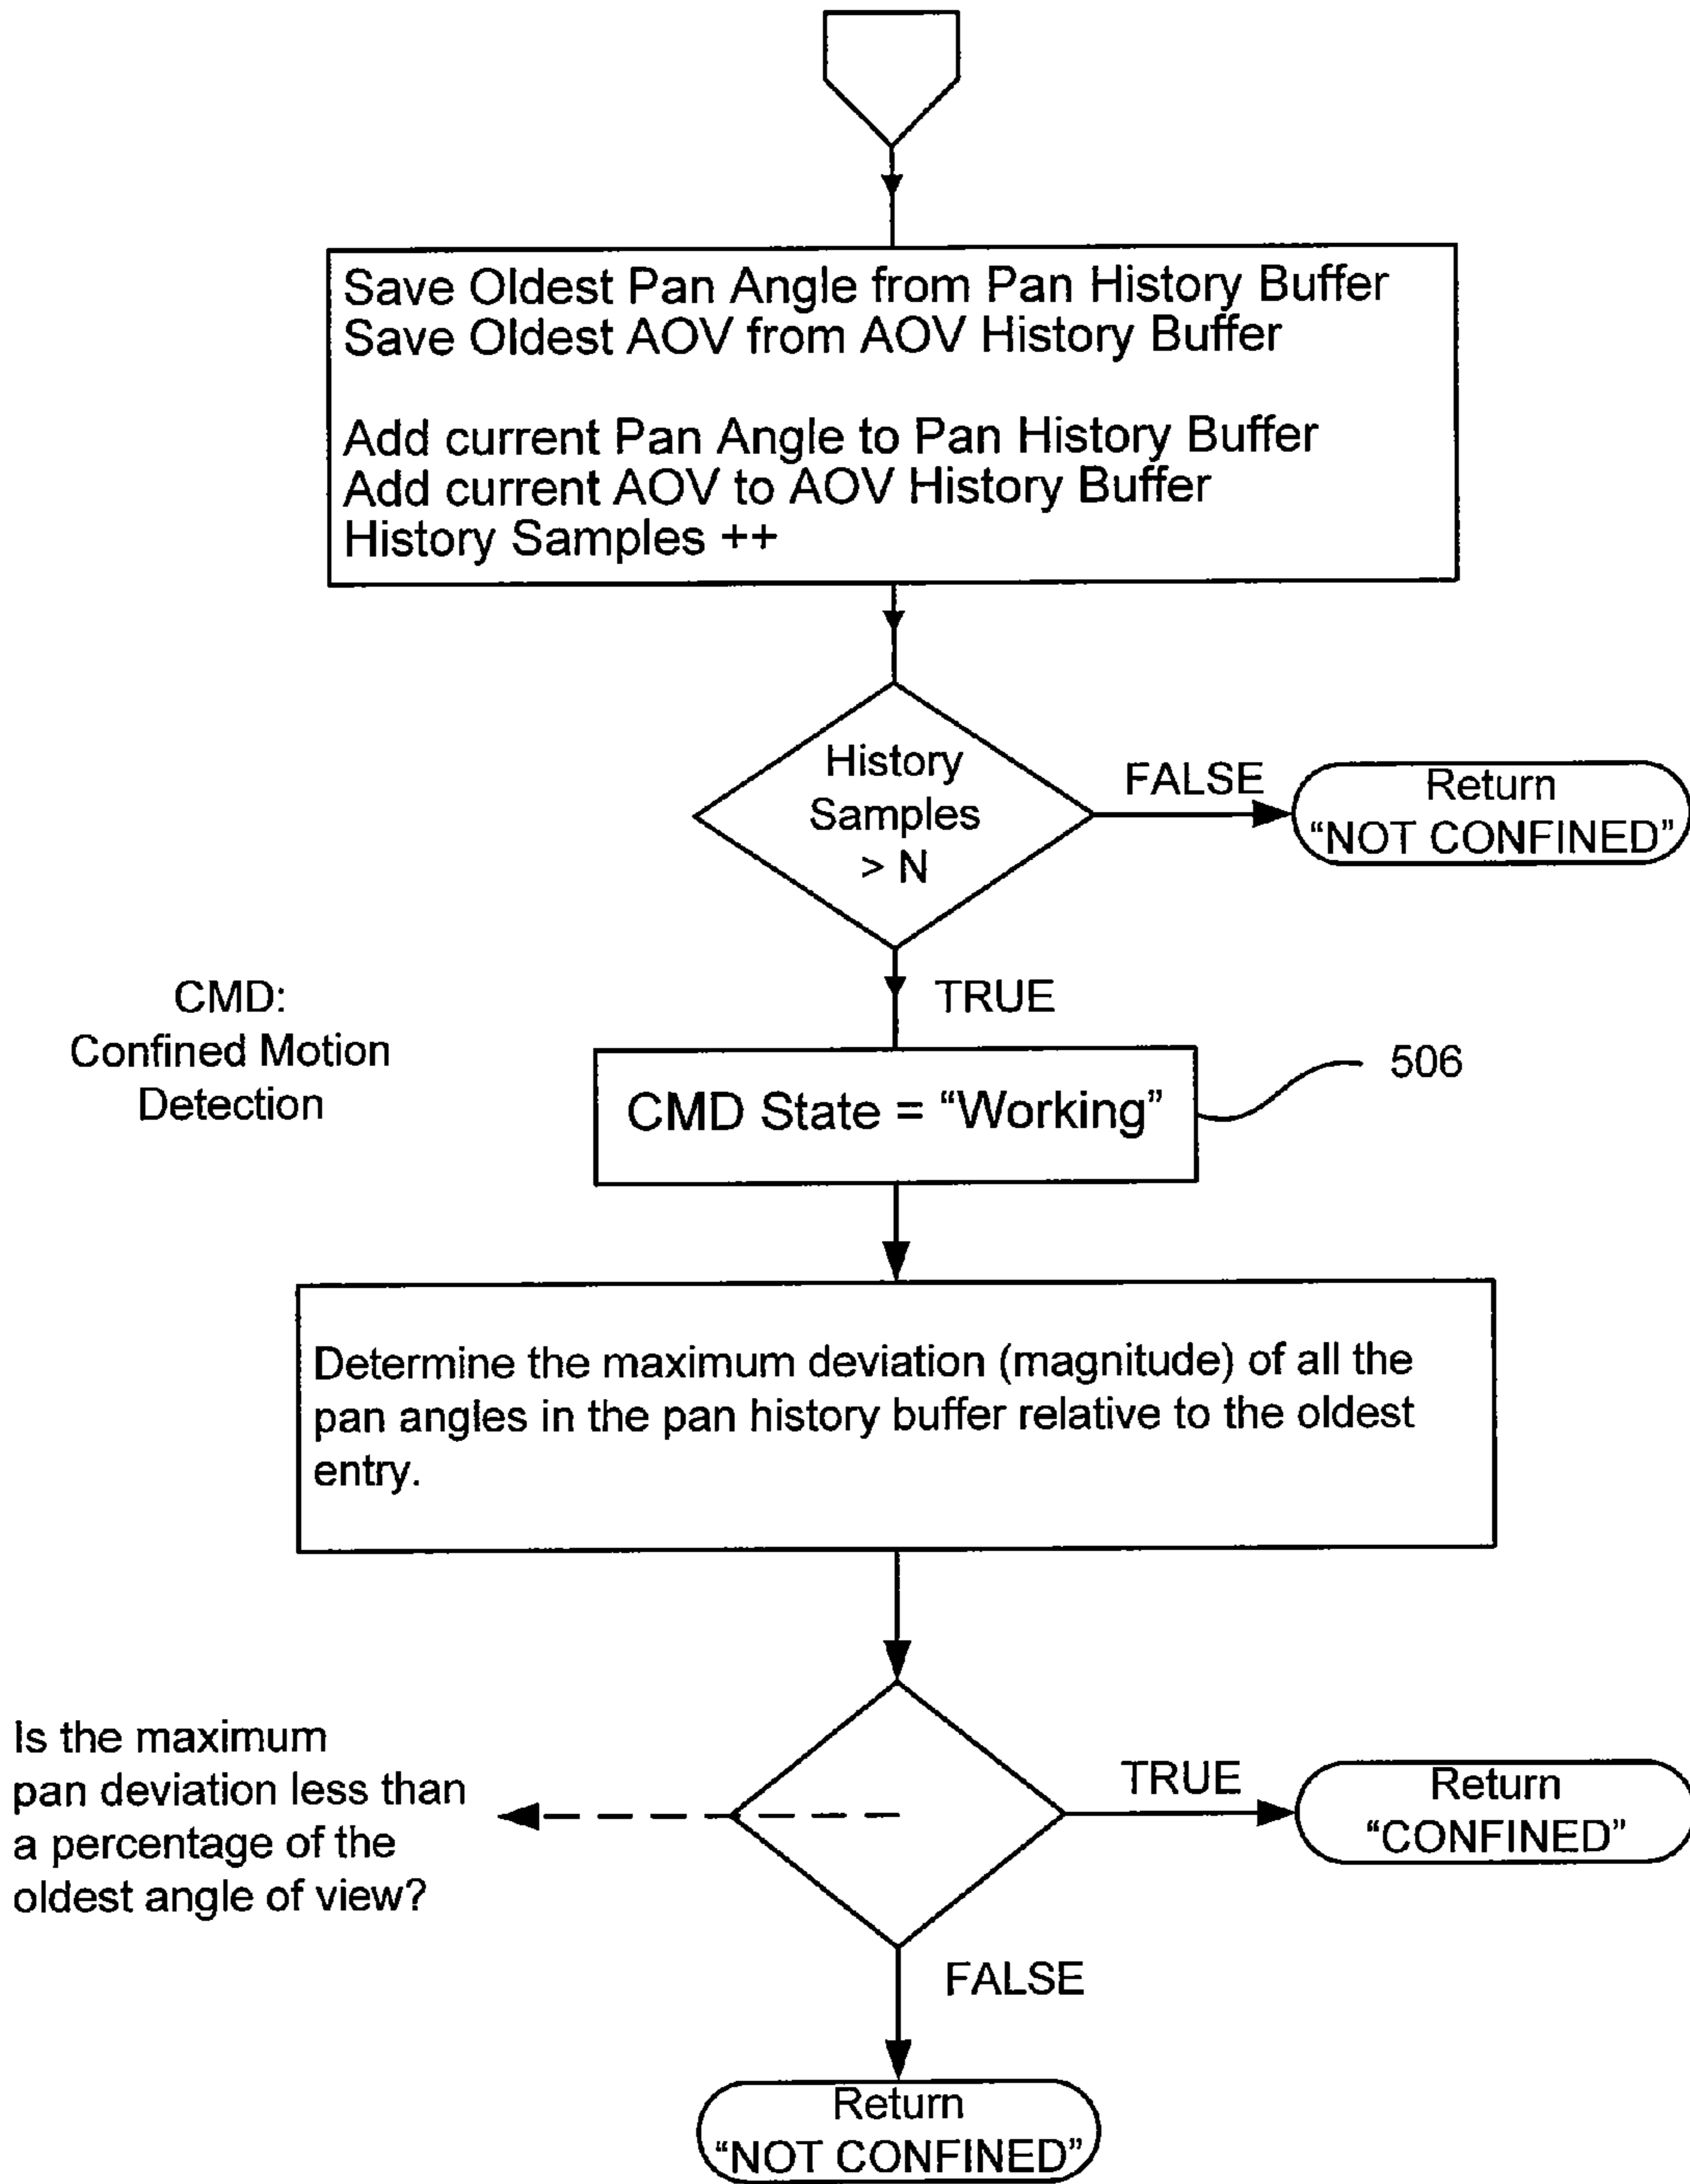 Save Oldest Pan Angle from Pan History Buffer
Save Oldest AOV from AOV History Buffer
Add current Pan Angle to Pan History Buffer
Add current AOV to AOV History Buffer
History Samples ++
History
Samples
> N
FALSE
Return
“NOT CONFINED”
TRUE
CMD:
Confined Motion
Detection
CMD State = “Working”
506
Determine the maximum deviation (magnitude) of all the
pan angles in the pan history buffer relative to the oldest
entry.
Is the maximum
pan deviation less than
a percentage of the
oldest angle of view?
TRUE
Return
“CONFINED”
FALSE
Return
“NOT CONFINED”